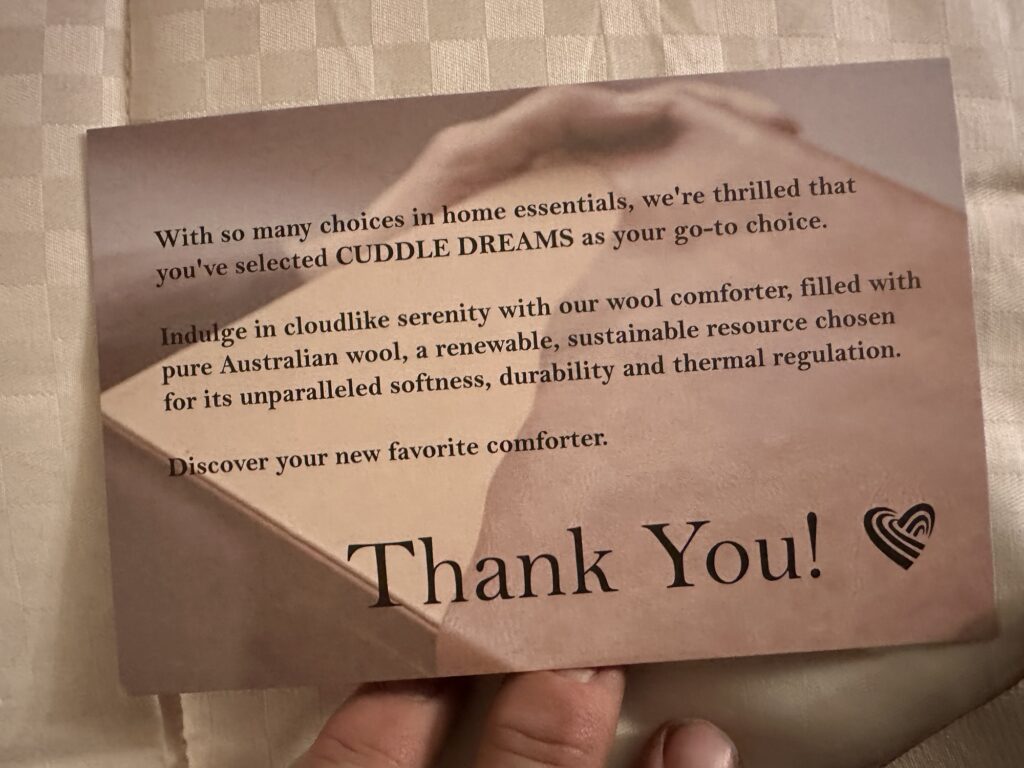 With so many choices in home essentials, we're thrilled that
you've selected CUDDLE DREAMS as your go-to choice.
Indulge in cloudlike serenity with our wool comforter, filled with
pure Australian wool, a renewable, sustainable resource chosen
for its unparalleled softness, durability and thermal regulation.
Discover your new favorite comforter.
Thank You!